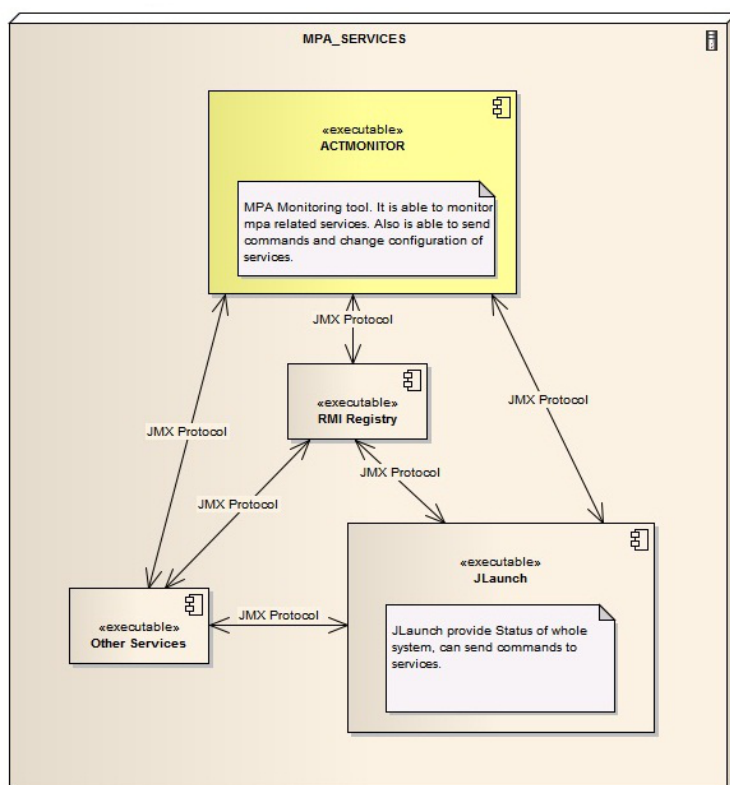 MPA_SERVICES
«executable»
ACTMONITOR
MPA Monitoring tool. It is able to monitor
mpa related services. Also is able to send
commands and change configuration of
services.
JMX Protocol
«executable»
RMI Registry
JMX Protocol
JMX Protocol
JMX Protocol
JMX Protocol
«executable»
JLaunch
JLaunch provide Status of whole
system, can send commands to
services.
«executable»
Other Services
JMX Protocol